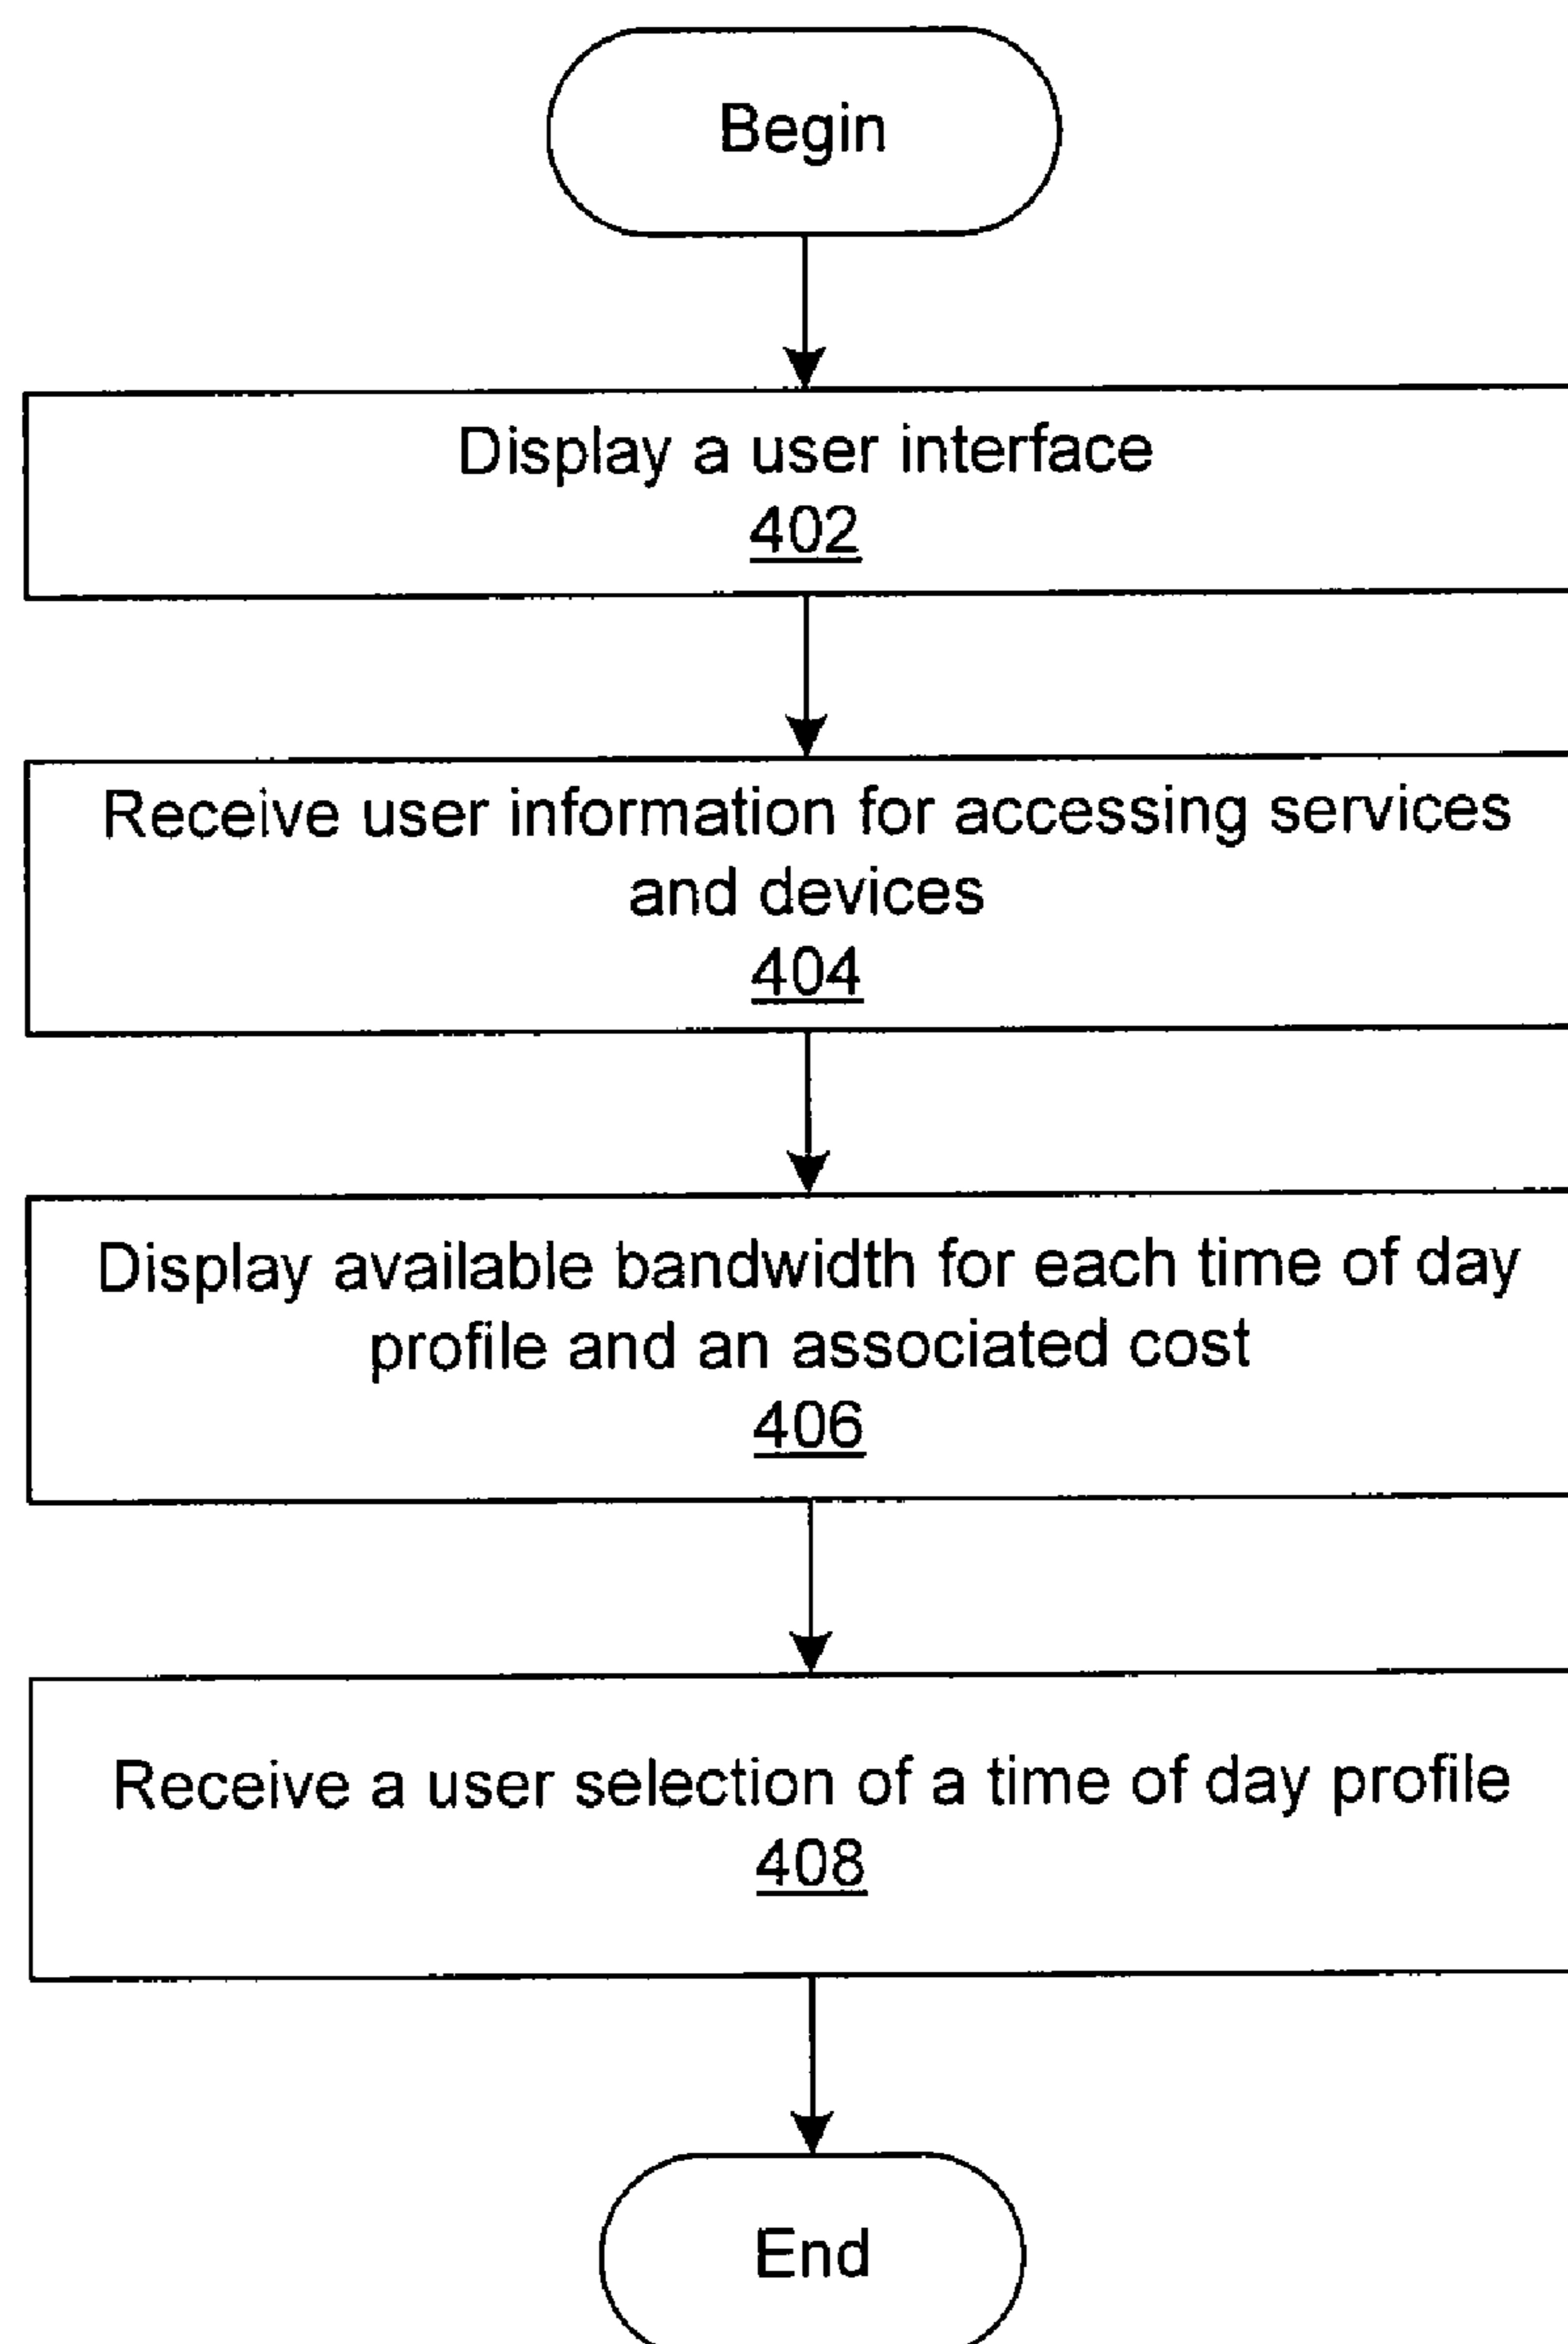 Begin
Display a user interface
402
Receive user information for accessing services
and devices
404
Display available bandwidth for each time of day
profile and an associated cost
406
Receive a user selection of a time of day profile
408
End